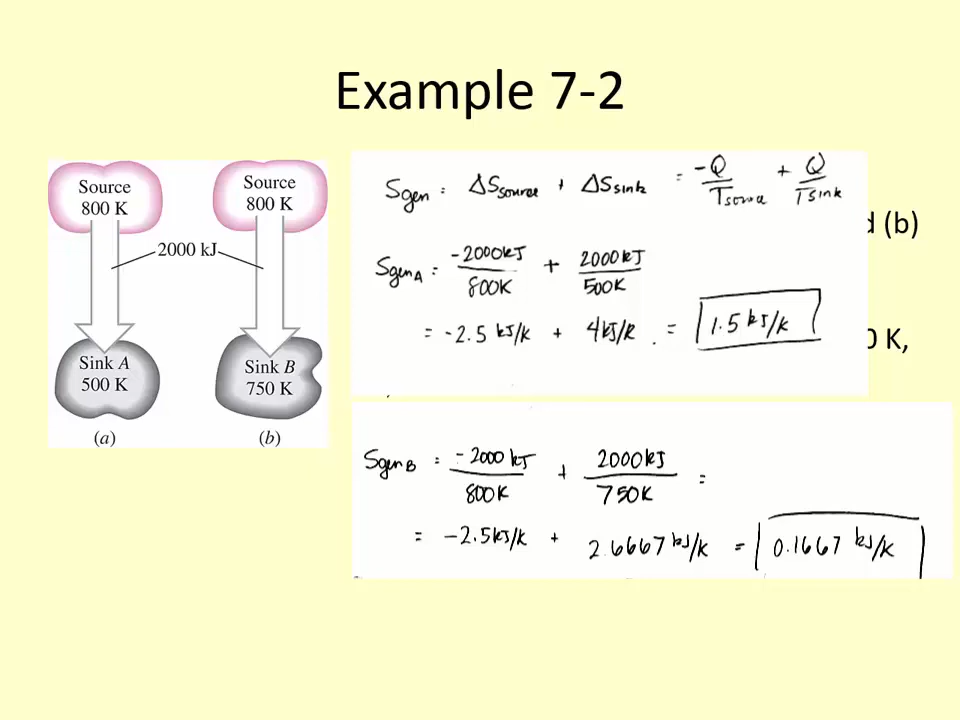 Example 7-2
Source
800 K
Source
800 K
2000 kJ
Sink A
500 K
Sink B
750 K
(a)
(b)
Sgen = ΔSsource + ΔSsink = -Q/Tsource + Q/Tsink
d (b)
SgenA = -2000kJ/800K + 2000kJ/500K
= -2.5 kJ/K + 4kJ/K = 1.5 kJ/K
0 K,
SgenB = -2000 kJ/800K + 2000kJ/750K =
= -2.5kJ/K + 2.6667 kJ/K = 0.1667 kJ/K